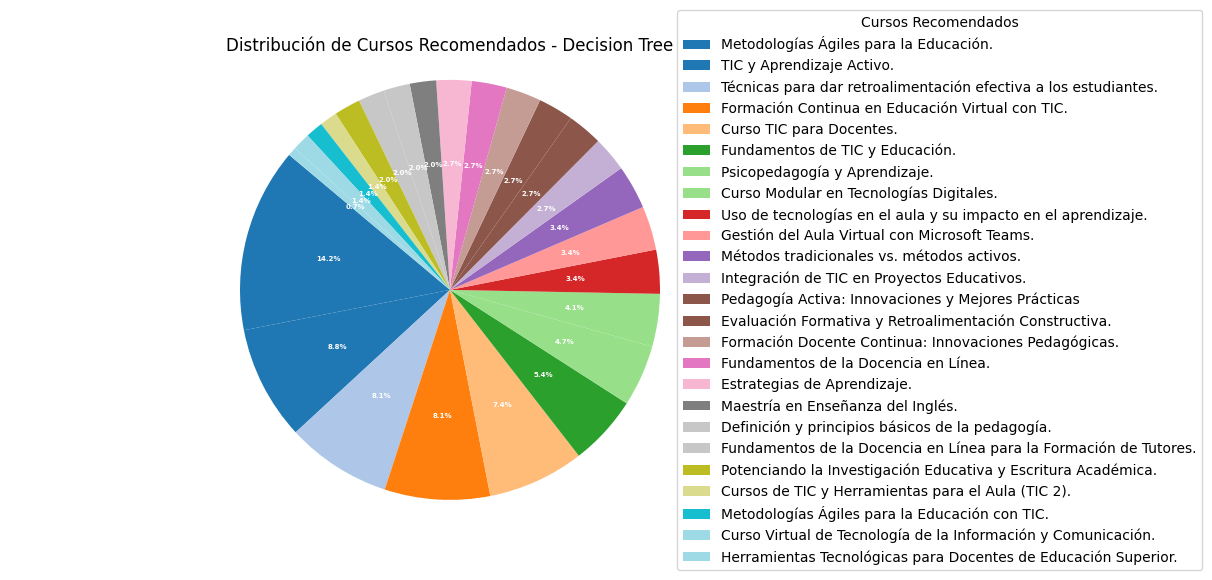 Distribución de Cursos Recomendados - Decision Tree
Cursos Recomendados
Metodologías Ágiles para la Educación.
TIC y Aprendizaje Activo.
Técnicas para dar retroalimentación efectiva a los estudiantes.
Formación Continua en Educación Virtual con TIC.
Curso TIC para Docentes.
Fundamentos de TIC y Educación.
Psicopedagogía y Aprendizaje.
Curso Modular en Tecnologías Digitales.
Uso de tecnologías en el aula y su impacto en el aprendizaje.
Gestión del Aula Virtual con Microsoft Teams.
Métodos tradicionales vs. métodos activos.
Integración de TIC en Proyectos Educativos.
Pedagogía Activa: Innovaciones y Mejores Prácticas
Evaluación Formativa y Retroalimentación Constructiva.
Formación Docente Continua: Innovaciones Pedagógicas.
Fundamentos de la Docencia en Línea.
Estrategias de Aprendizaje.
Maestría en Enseñanza del Inglés.
Definición y principios básicos de la pedagogía.
Fundamentos de la Docencia en Línea para la Formación de Tutores.
Potenciando la Investigación Educativa y Escritura Académica.
Cursos de TIC y Herramientas para el Aula (TIC 2).
Metodologías Ágiles para la Educación con TIC.
Curso Virtual de Tecnología de la Información y Comunicación.
Herramientas Tecnológicas para Docentes de Educación Superior.
14.2%
8.8%
8.1%
8.1%
7.4%
5.4%
4.7%
4.1%
3.4%
3.4%
3.4%
2.7%
2.7%
2.7%
2.7%
2.7%
2.7%
2.0%
2.0%
2.0%
2.0%
1.4%
1.4%
1.4%
0.7%